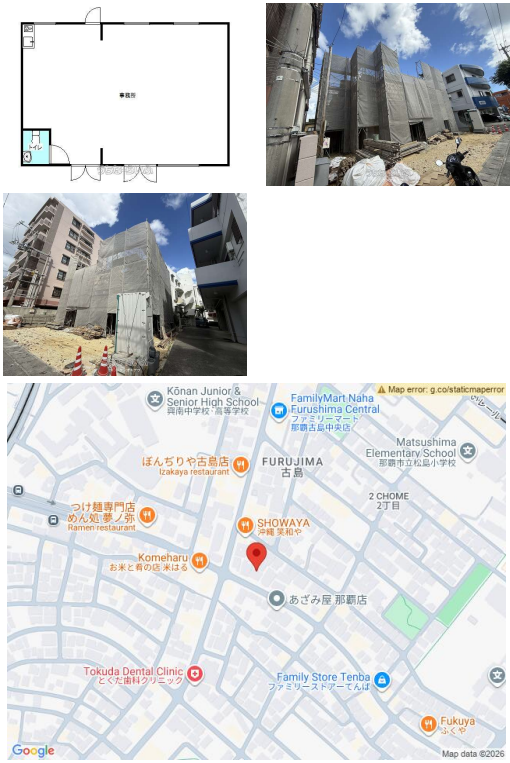 事務所
トイレ
Map error: g.co/staticmaperror
Kōnan Junior &
Senior High School
興南中学校·高等学校
FamilyMart Naha
Furushima Central
ファミリーマート
那覇古島中央店
Matsushima
Elementary School
那覇市立松島小学校
ぼんぢりや古島店
Izakaya restaurant
FURUJIMA
古島
2 CHOME
2丁目
つけ麺専門店
めん処 夢ノ弥
Ramen restaurant
SHOWAYA
沖縄 笑和や
Komeharu
お米と肴の店 米はる
あざみ屋 那覇店
Tokuda Dental Clinic
とくだ歯科クリニック
Family Store Tenba
ファミリーストアーてんば
Fukuya
ふくや
Google
Map data ©2026